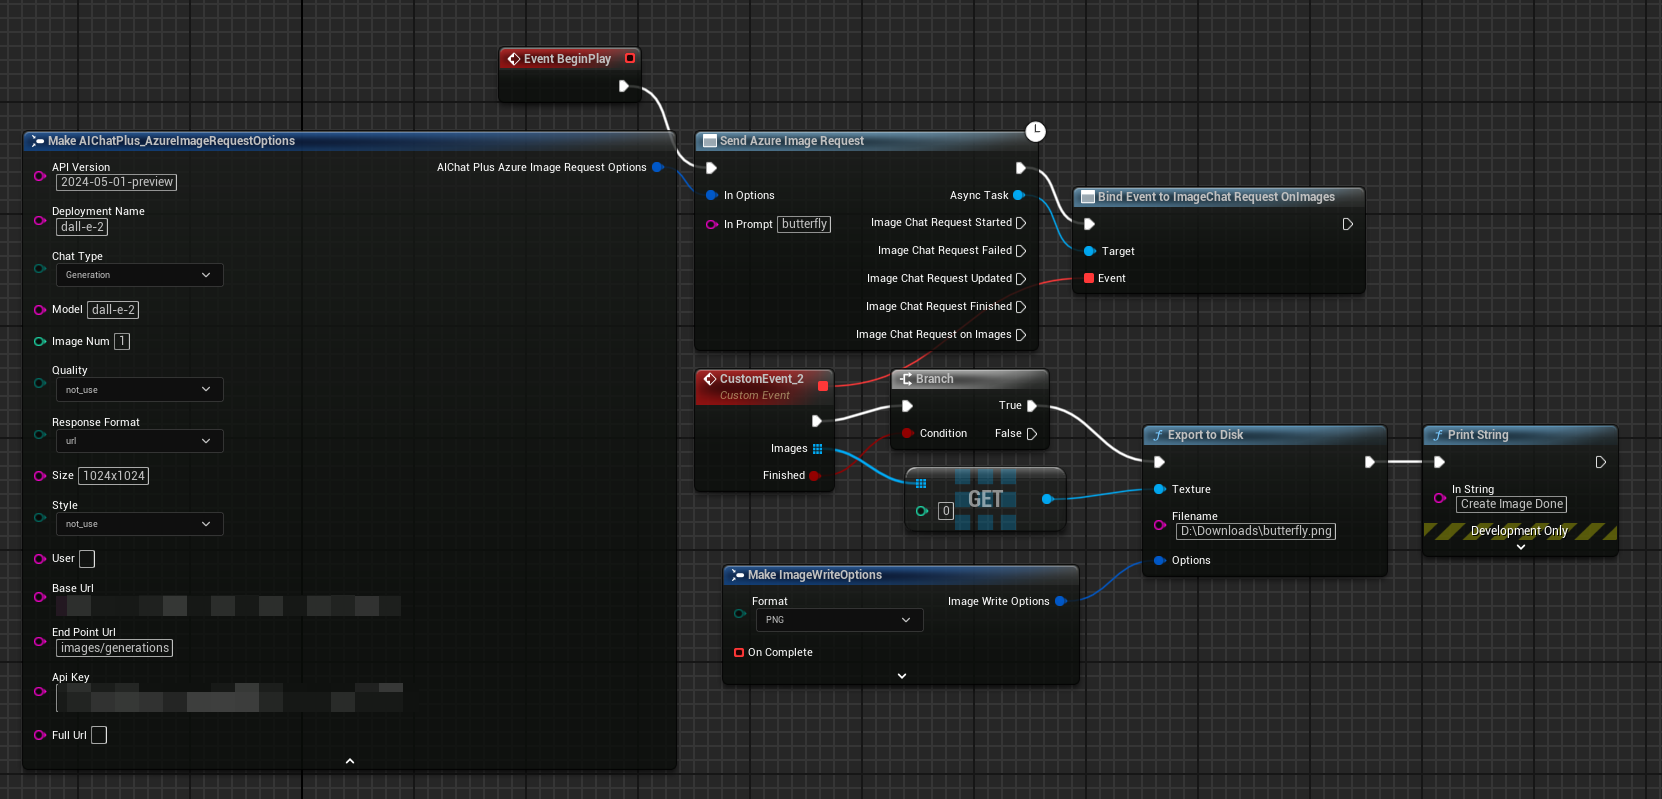 Event BeginPlay
Make AIChatPlus_AzureImageRequestOptions
API Version
2024-05-01-preview
AIChat Plus Azure Image Request Options
Deployment Name
dall-e-2
Chat Type
Generation
Model dall-e-2
Image Num 1
Quality
not_use
Response Format
url
Size 1024x1024
Style
not_use
User
Base Url
End Point Url
images/generations
Api Key
Full Url
Send Azure Image Request
In Options
Async Task
In Prompt butterfly
Image Chat Request Started
Image Chat Request Failed
Image Chat Request Updated
Image Chat Request Finished
Image Chat Request on Images
Bind Event to ImageChat Request OnImages
Target
Event
CustomEvent_2
Custom Event
Images
Finished
Branch
True
Condition
False
GET
0
Make ImageWriteOptions
Format
PNG
Image Write Options
On Complete
Export to Disk
Texture
Filename
D:\Downloads\butterfly.png
Options
Print String
In String
Create Image Done
Development Only